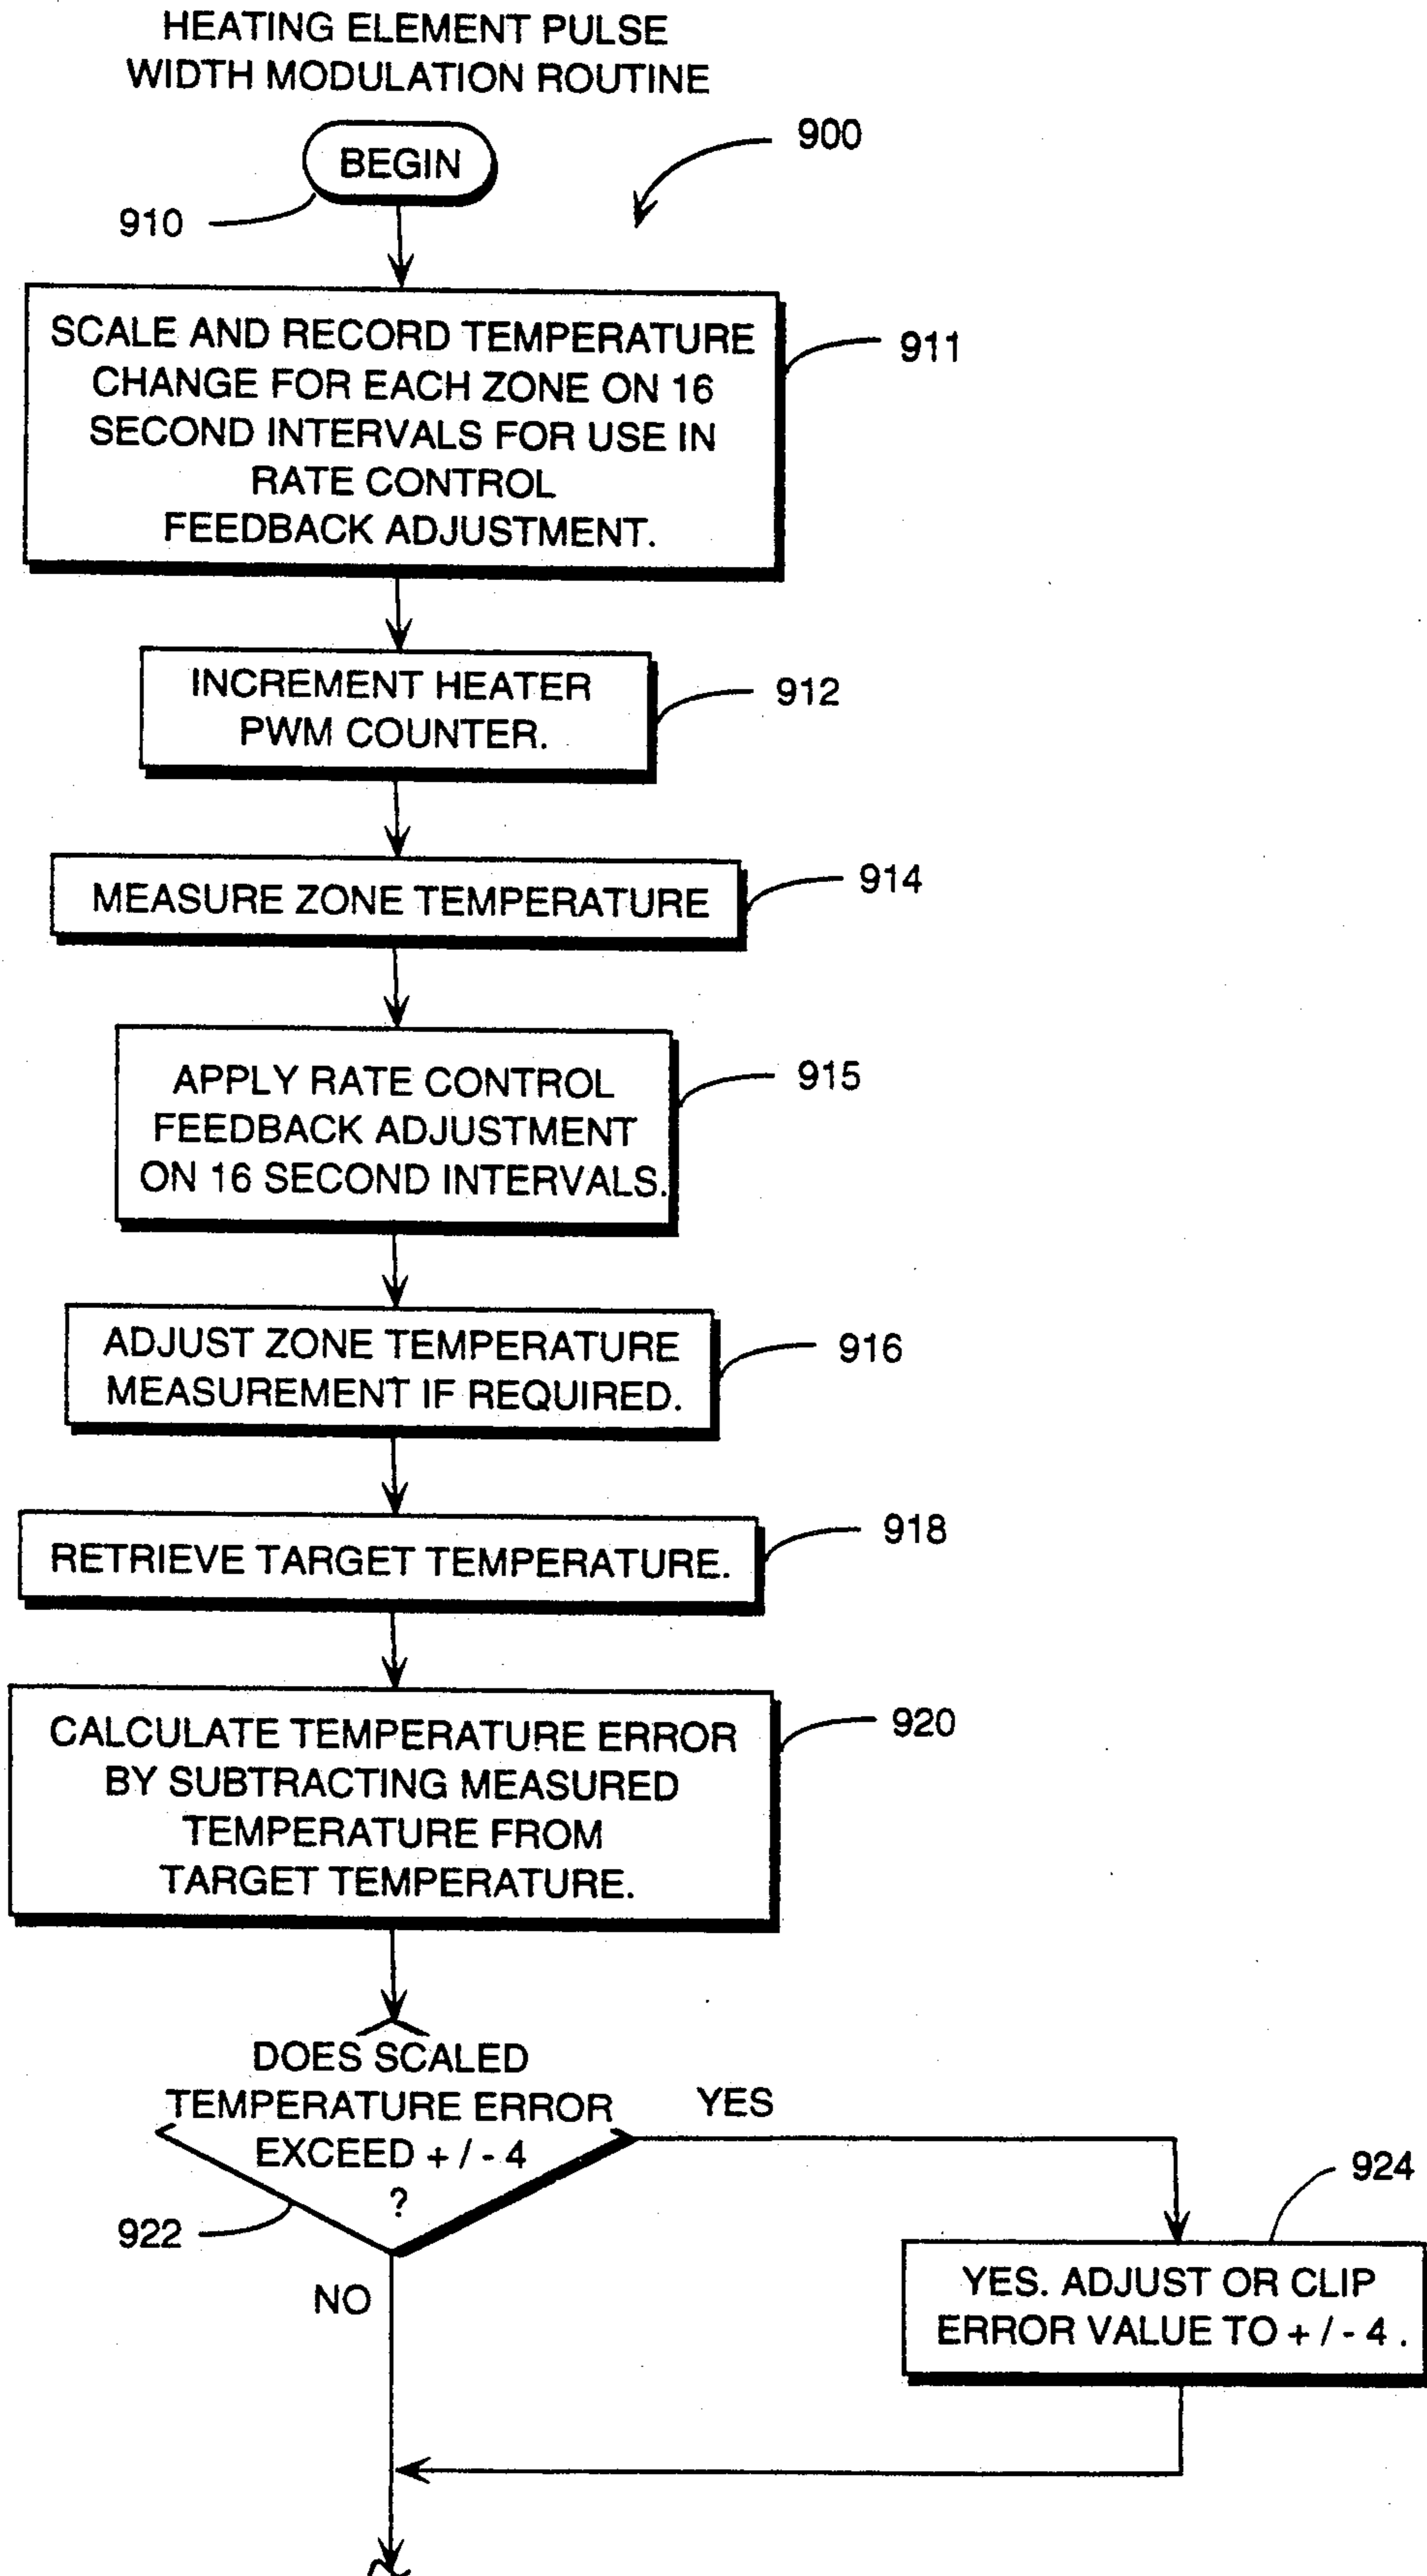 HEATING ELEMENT PULSE
WIDTH MODULATION ROUTINE
BEGIN
900
910
SCALE AND RECORD TEMPERATURE
CHANGE FOR EACH ZONE ON 16
SECOND INTERVALS FOR USE IN
RATE CONTROL
FEEDBACK ADJUSTMENT.
911
INCREMENT HEATER
PWM COUNTER.
912
MEASURE ZONE TEMPERATURE
914
APPLY RATE CONTROL
FEEDBACK ADJUSTMENT
ON 16 SECOND INTERVALS.
915
ADJUST ZONE TEMPERATURE
MEASUREMENT IF REQUIRED.
916
RETRIEVE TARGET TEMPERATURE.
918
CALCULATE TEMPERATURE ERROR
BY SUBTRACTING MEASURED
TEMPERATURE FROM
TARGET TEMPERATURE.
920
DOES SCALED
TEMPERATURE ERROR
EXCEED + / - 4
?
YES
922
NO
924
YES. ADJUST OR CLIP
ERROR VALUE TO + / - 4 .